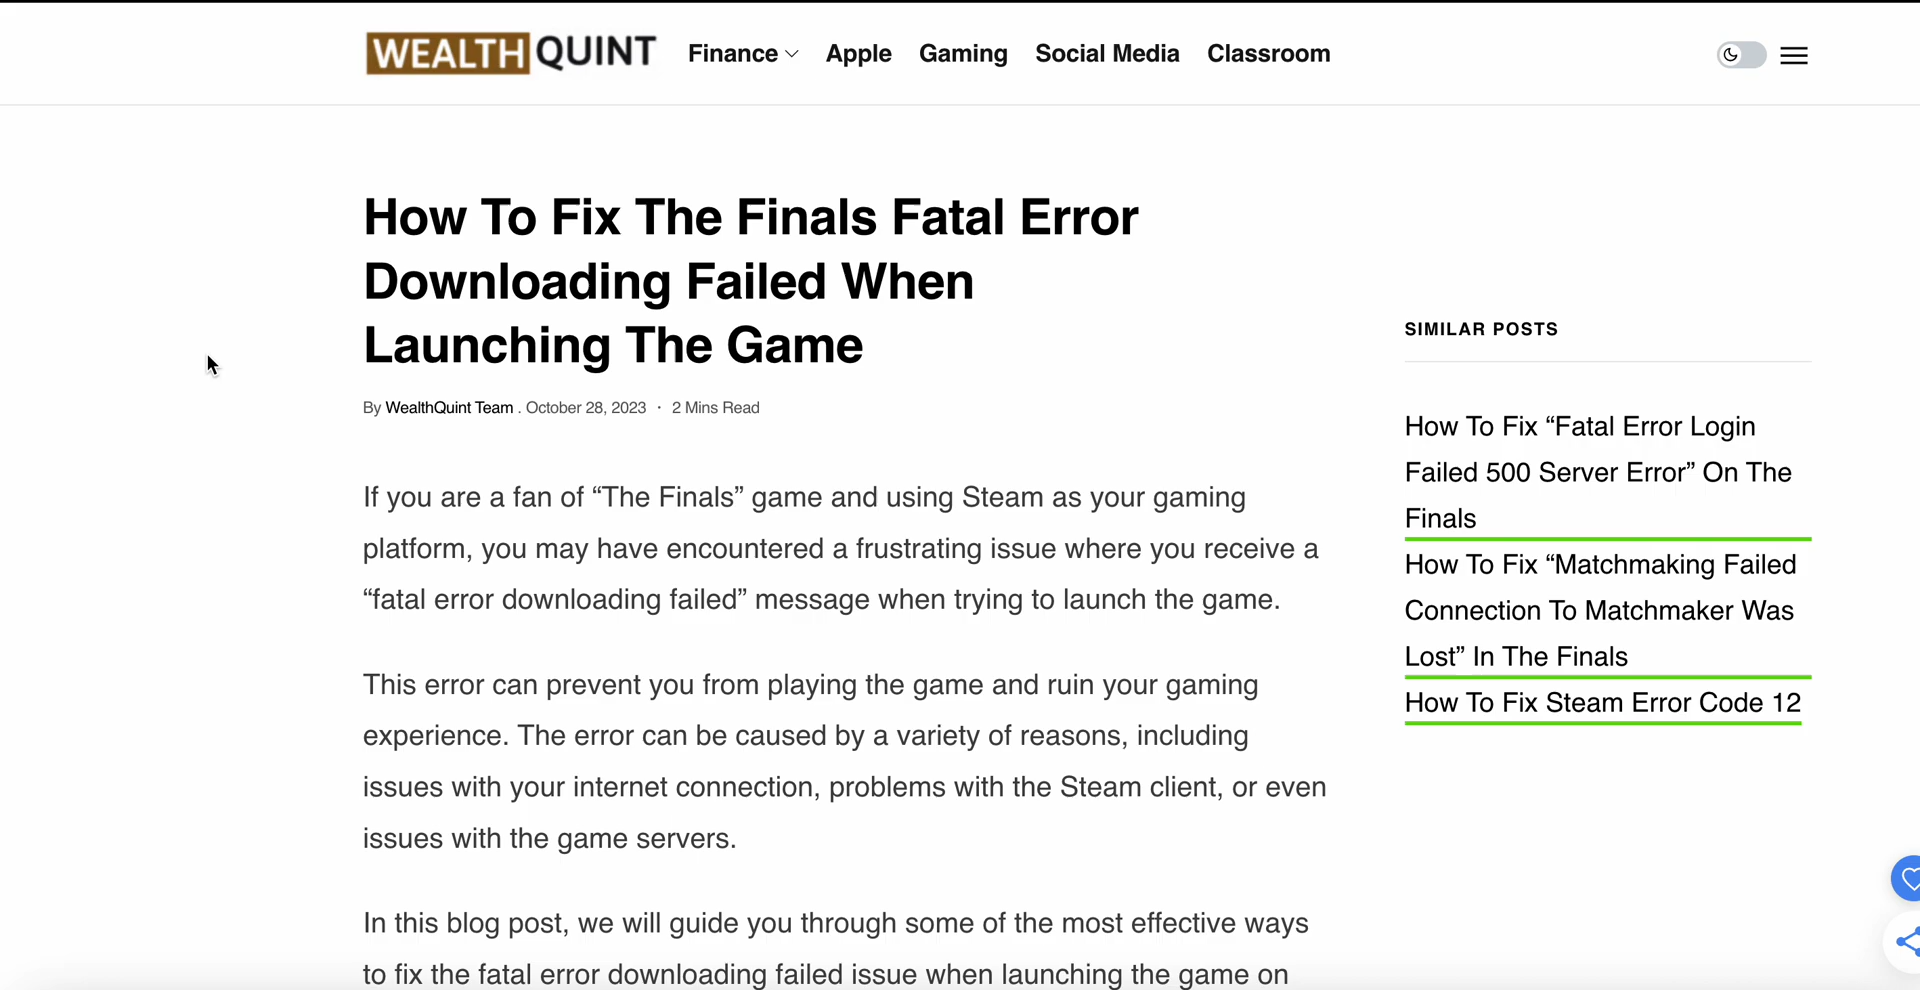 WEALTH QUINT Finance Apple Gaming Social Media Classroom
How To Fix The Finals Fatal Error
Downloading Failed When
Launching The Game
By WealthQuint Team . October 28, 2023 · 2 Mins Read
If you are a fan of “The Finals” game and using Steam as your gaming
platform, you may have encountered a frustrating issue where you receive a
“fatal error downloading failed” message when trying to launch the game.
This error can prevent you from playing the game and ruin your gaming
experience. The error can be caused by a variety of reasons, including
issues with your internet connection, problems with the Steam client, or even
issues with the game servers.
In this blog post, we will guide you through some of the most effective ways
to fix the fatal error downloading failed issue when launching the game on
SIMILAR POSTS
How To Fix “Fatal Error Login
Failed 500 Server Error” On The
Finals
How To Fix “Matchmaking Failed
Connection To Matchmaker Was
Lost” In The Finals
How To Fix Steam Error Code 12